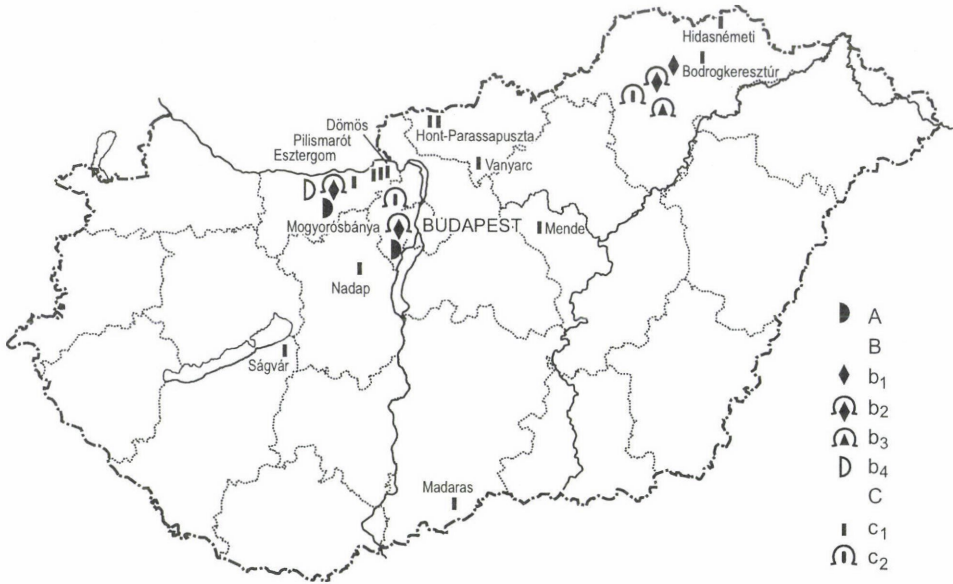 Hidasnémeti
Bodrogkeresztúr
Dömös
Pilismarót
Esztergom
Hont-Parassapuszta
Vanyarc
Mogyorósbánya
BUDAPEST
Mende
Nadap
Ságvár
Madaras
A
B
b1
b2
b3
b4
C
c1
c2